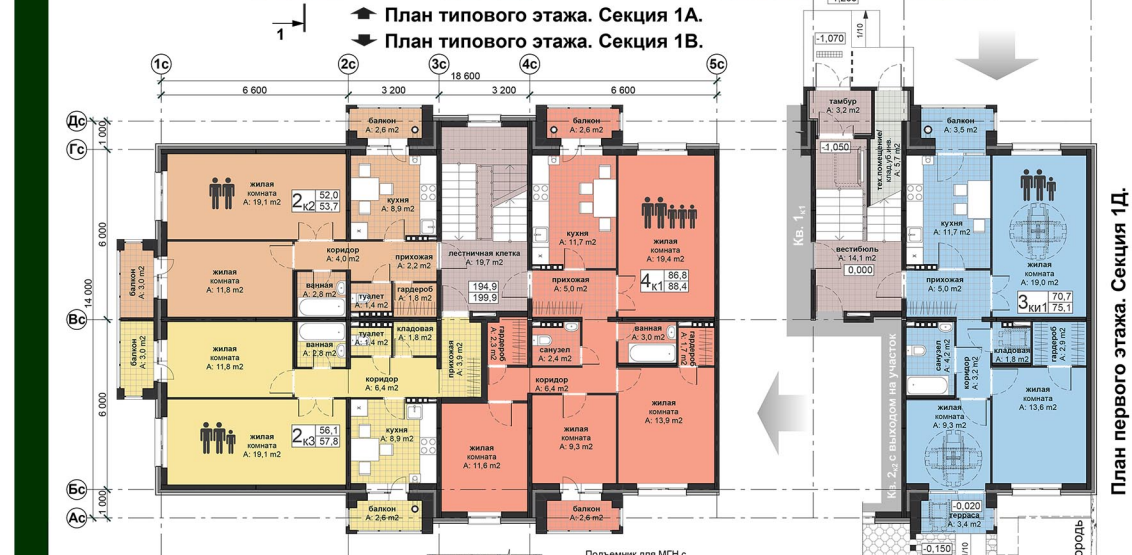 План типового этажа. Секция 1А.
План типового этажа. Секция 1В.
1
1с
2с
3с
4с
5с
18 600
6 600
3 200
3 200
6 600
Дс
Гс
Вс
Бс
Ас
1 000
6 000
14 000
6 000
1 000
балкон
А: 2,6 м2
жилая
комната
А: 19,1 м2
2к2
52,0
53,7
кухня
А: 8,9 м2
лестничная клетка
А: 19,7 м2
194,9
199,9
балкон
А: 3,0 м2
жилая
комната
А: 11,8 м2
коридор
А: 4,0 м2
прихожая
А: 2,2 м2
ванная
А: 2,8 м2
туалет
А: 1,4 м2
гардероб
А: 1,8 м2
балкон
А: 2,6 м2
кухня
А: 11,7 м2
жилая
комната
А: 19,4 м2
4к1
86,8
88,4
прихожая
А: 5,0 м2
балкон
А: 3,0 м2
жилая
комната
А: 11,8 м2
ванная
А: 2,8 м2
туалет
А: 1,4 м2
кладовая
А: 1,8 м2
прихожая
А: 3,9 м2
коридор
А: 6,4 м2
жилая
комната
А: 19,1 м2
2к3
56,1
57,8
кухня
А: 8,9 м2
балкон
А: 2,6 м2
гардероб
А: 2,3 м2
санузел
А: 2,4 м2
ванная
А: 3,0 м2
гардероб
А: 1,7 м2
коридор
А: 6,4 м2
жилая
комната
А: 11,6 м2
жилая
комната
А: 9,3 м2
жилая
комната
А: 13,9 м2
балкон
А: 2,6 м2
-1,070
1/10
тамбур
А: 3,2 м2
-1,050
тех.помещение/
клад.уб.инв.
А: 5,7 м2
Кв. 1к1
вестибюль
А: 14,1 м2
0,000
балкон
А: 3,5 м2
кухня
А: 11,7 м2
жилая
комната
А: 19,0 м2
прихожая
А: 5,0 м2
3ки1
70,7
75,1
санузел
А: 4,2 м2
коридор
А: 3,2 м2
кладовая
А: 1,8 м2
гардероб
А: 2,9 м2
жилая
комната
А: 9,3 м2
жилая
комната
А: 13,6 м2
с выходом на участок
-0,020
терраса
А: 3,4 м2
-0,150
1/10
Подъемник для МГН с
План первого этажа. Секция 1Д.